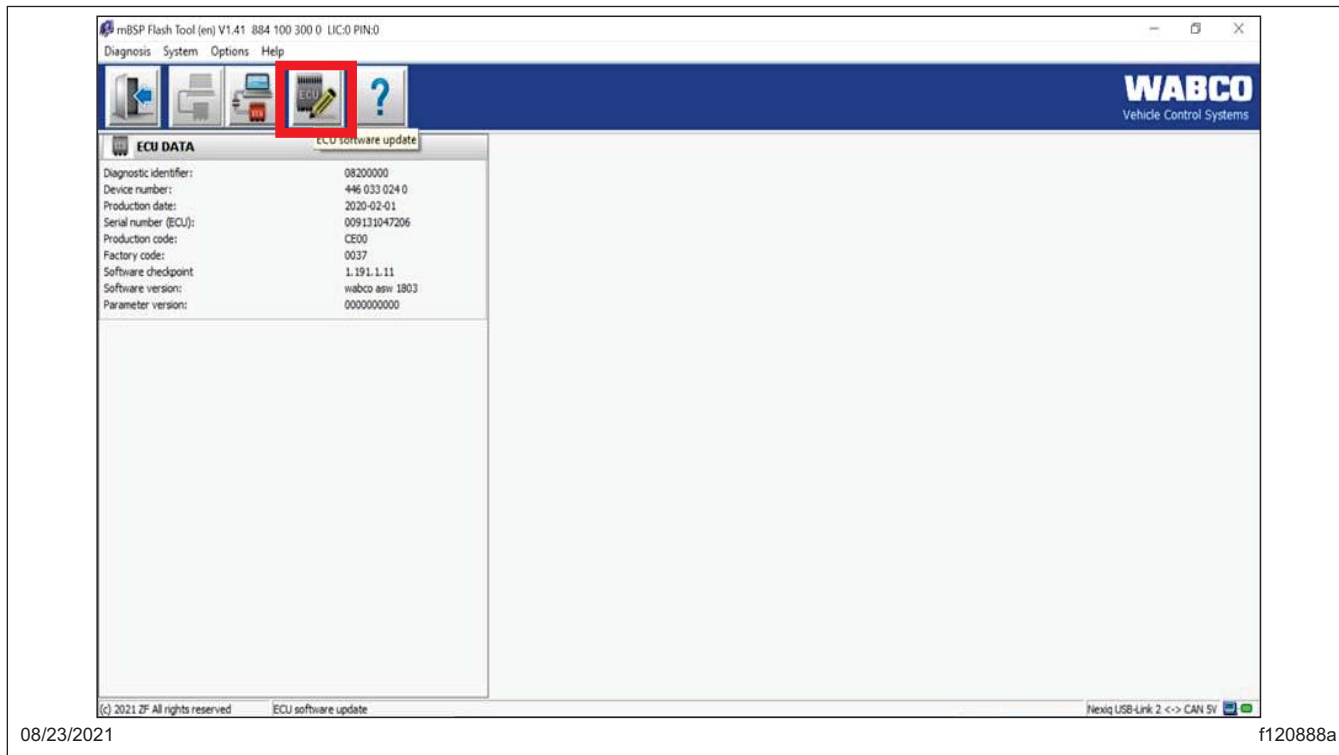 mBSP Flash Tool (en) V1.41 884 100 300 0 LIC:0 PIN:0
Diagnosis System Options Help
ECU
?
WABCO
Vehicle Control Systems
ECU software update
ECU DATA
Diagnostic identifier: 08200000
Device number: 446 033 024 0
Production date: 2020-02-01
Serial number (ECU): 009131047206
Production code: CE00
Factory code: 0037
Software checkpoint 1.191.1.11
Software version: wabco asw 1803
Parameter version: 0000000000
(c) 2021 ZF All rights reserved ECU software update Nexiq USB-Link 2 <-> CAN 5V
08/23/2021 f120888a